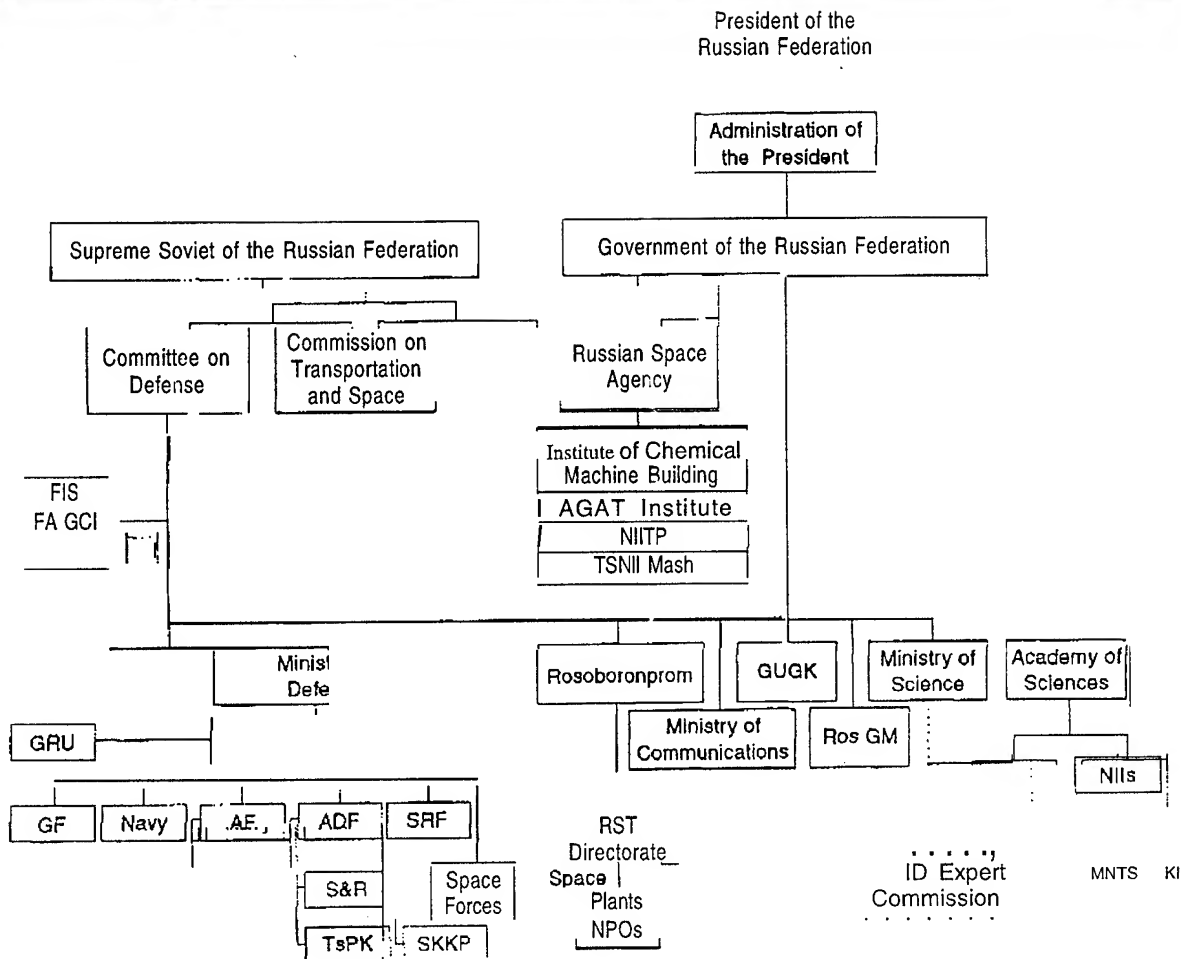 President of the
Russian Federation
Administration of
the President
Supreme Soviet of the Russian Federation
Government of the Russian Federation
Committee on
Defense
Commission on
Transportation
and Space
Russian Space
Agency
Institute of Chemical
Machine Building
AGAT Institute
NIITP
TSNII Mash
FIS
FA GCI
Minist
Defe
Rosoboronprom
GUGK
Ministry of
Science
Academy of
Sciences
Ministry of
Communications
Ros GM
GRU
NIIs
GF
Navy
AF
ADF
SRF
S&R
Space
Forces
TsPK
SKKP
RST
Directorate
Space
Plants
NPOs
ID Expert
Commission
MNTS
KI